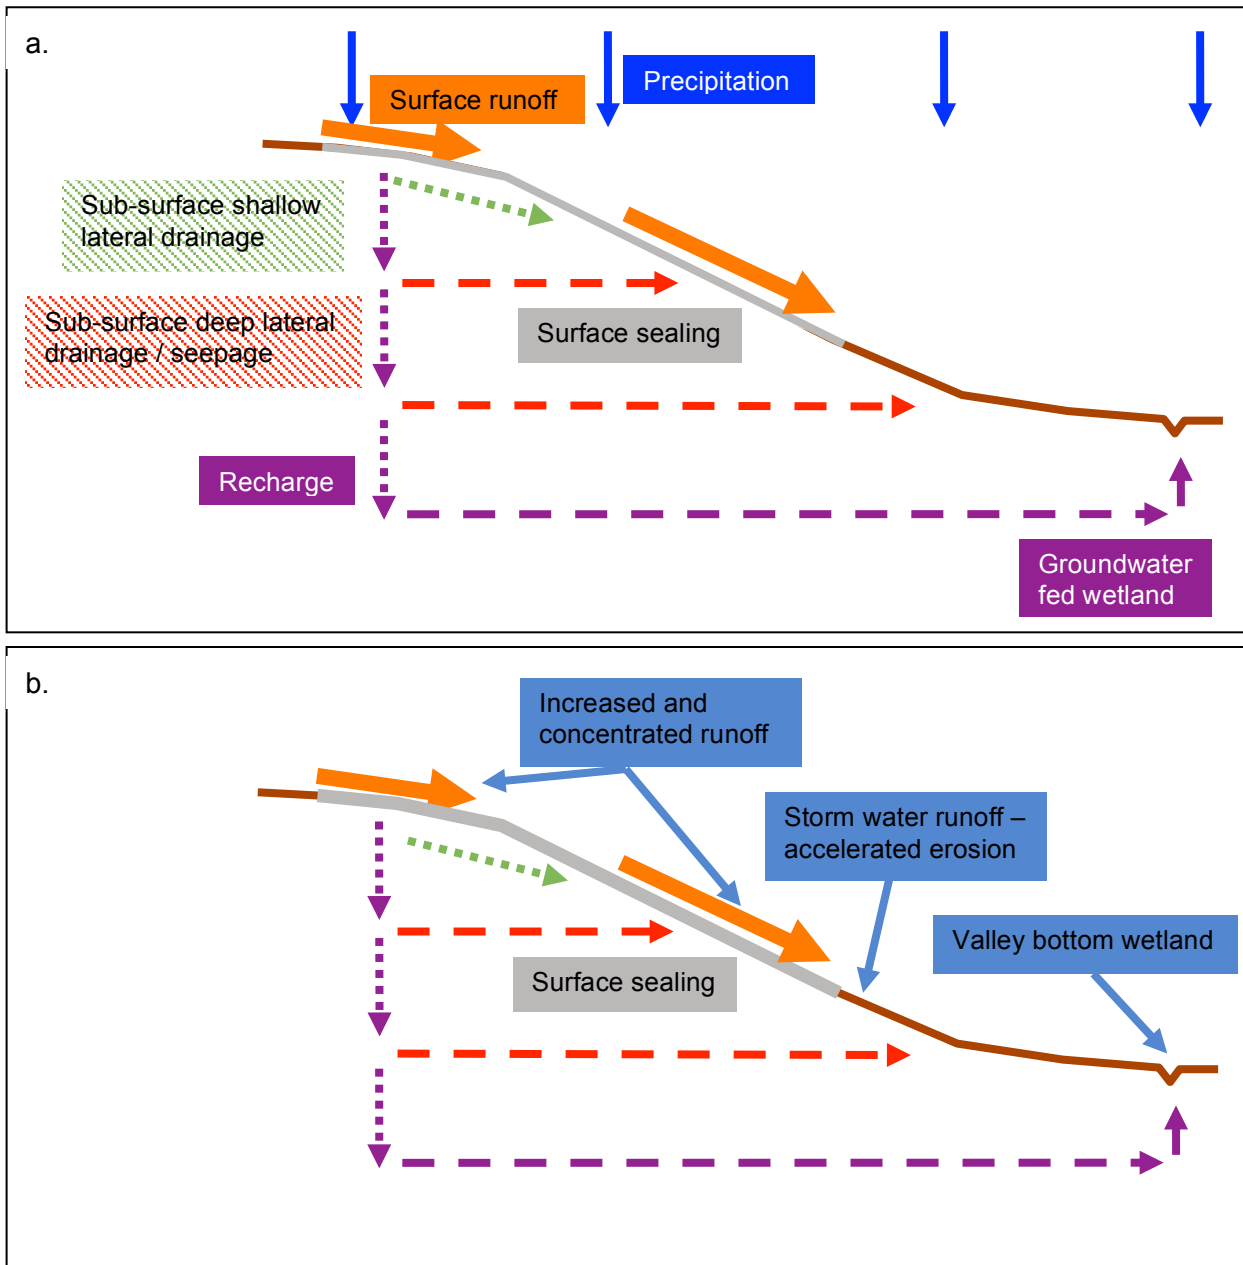 a.
Precipitation
Surface runoff
Sub-surface shallow
lateral drainage
Sub-surface deep lateral
drainage / seepage
Surface sealing
Recharge
Groundwater
fed wetland
b.
Increased and
concentrated runoff
Storm water runoff –
accelerated erosion
Valley bottom wetland
Surface sealing